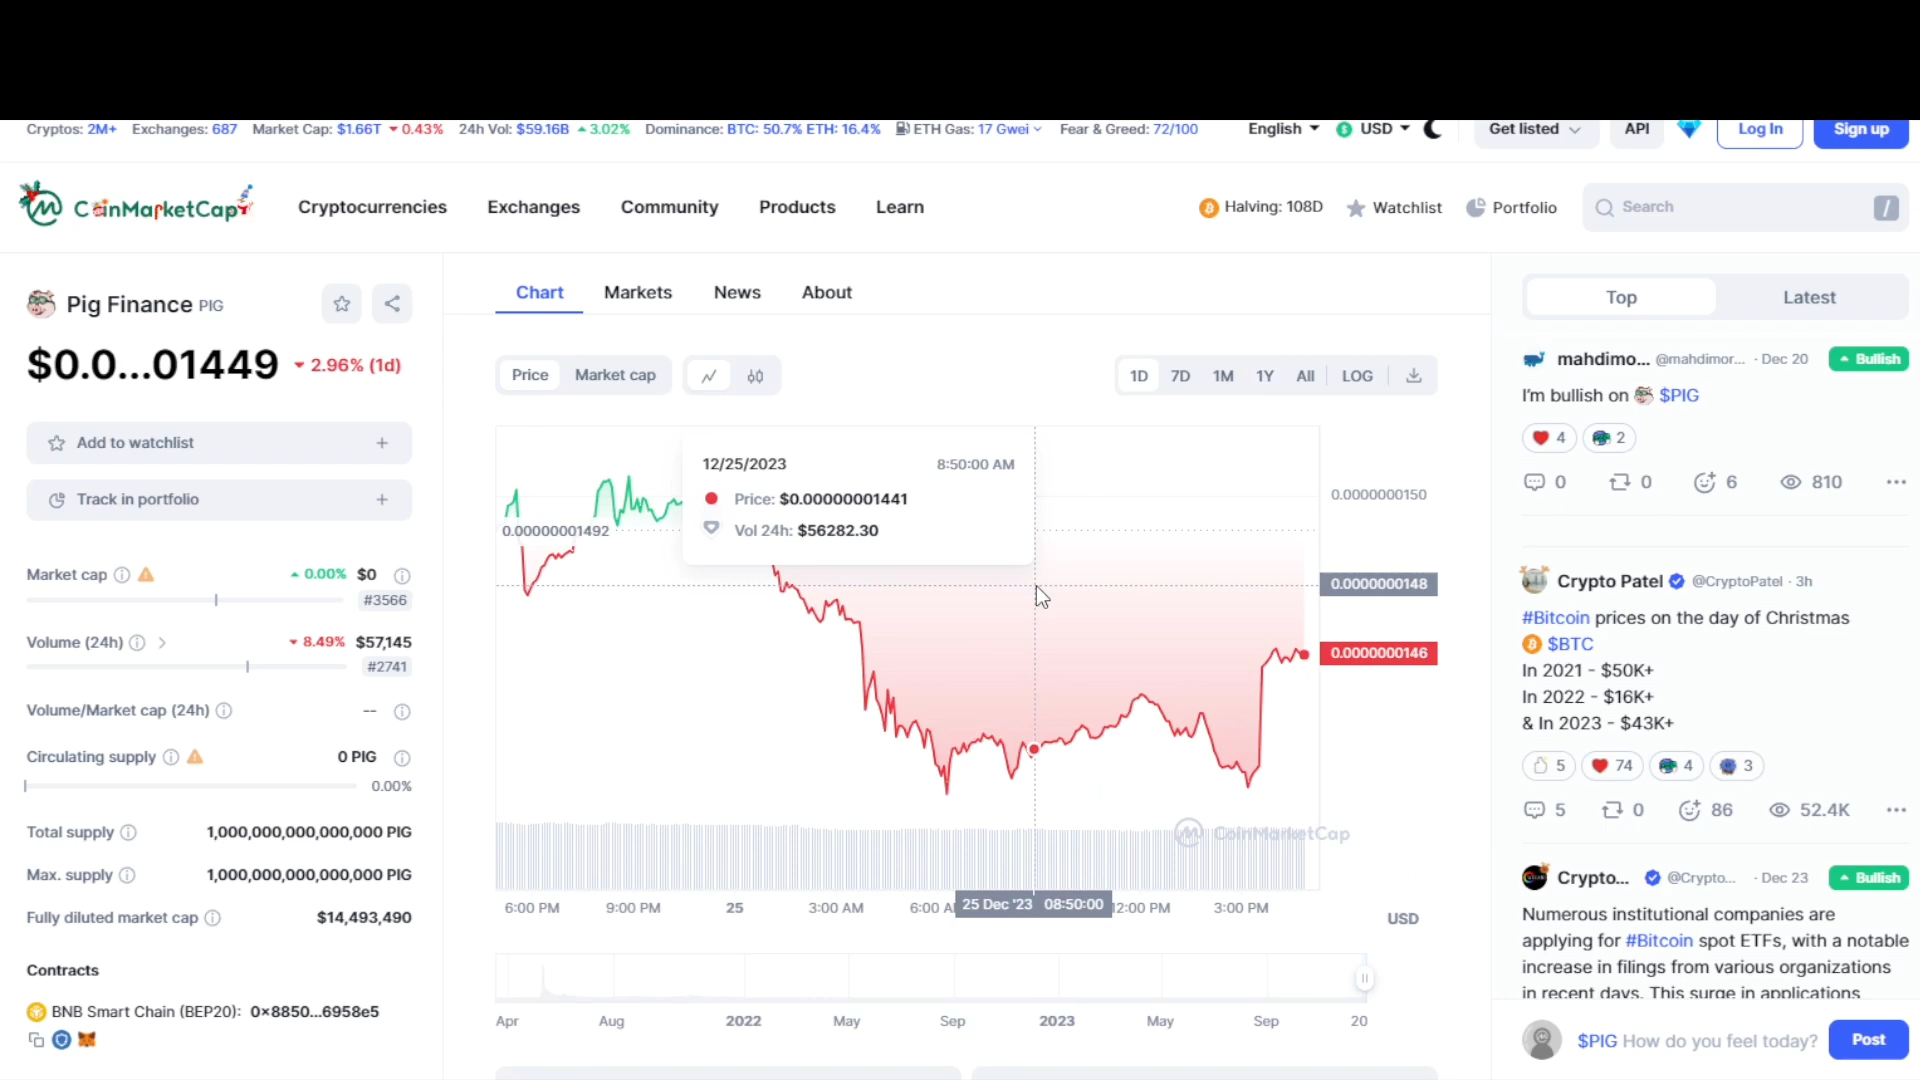 Cryptos: 2M+ Exchanges: 687 Market Cap: $1.66T 0.43% 24h Vol: $59.16B 3.02% Dominance: BTC: 50.7% ETH: 16.4% ETH Gas: 17 Gwei Fear & Greed: 72/100 English USD Get listed API Log In Sign up
CoinMarketCap Cryptocurrencies Exchanges Community Products Learn Halving: 108D Watchlist Portfolio Search /
Pig Finance PIG
$0.0...01449 2.96% (1d)
Add to watchlist +
Track in portfolio +
Market cap 0.00% $0
#3566
Volume (24h) 8.49% $57,145
#2741
Volume/Market cap (24h) --
Circulating supply 0 PIG
0.00%
Total supply 1,000,000,000,000,000 PIG
Max. supply 1,000,000,000,000,000 PIG
Fully diluted market cap $14,493,490
Contracts
BNB Smart Chain (BEP20): 0x8850...6958e5
Chart Markets News About
Price Market cap 1D 7D 1M 1Y All LOG
12/25/2023 8:50:00 AM
Price: $0.00000001441
Vol 24h: $56282.30
0.0000000150
0.00000001492
0.0000000148
0.0000000146
CoinMarketCap
6:00 PM 9:00 PM 25 3:00 AM 6:00 A 25 Dec '23 08:50:00 12:00 PM 3:00 PM
USD
Apr Aug 2022 May Sep 2023 May Sep 20
Top Latest
mahdimo... @mahdimor... · Dec 20 Bullish
I'm bullish on $PIG
4 2
0 0 6 810 ...
Crypto Patel @CryptoPatel · 3h
#Bitcoin prices on the day of Christmas
$BTC
In 2021 - $50K+
In 2022 - $16K+
& In 2023 - $43K+
5 74 4 3
5 0 86 52.4K ...
Crypto... @Crypto... · Dec 23 Bullish
Numerous institutional companies are
applying for #Bitcoin spot ETFs, with a notable
increase in filings from various organizations
in recent days. This surge in applications
$PIG How do you feel today? Post